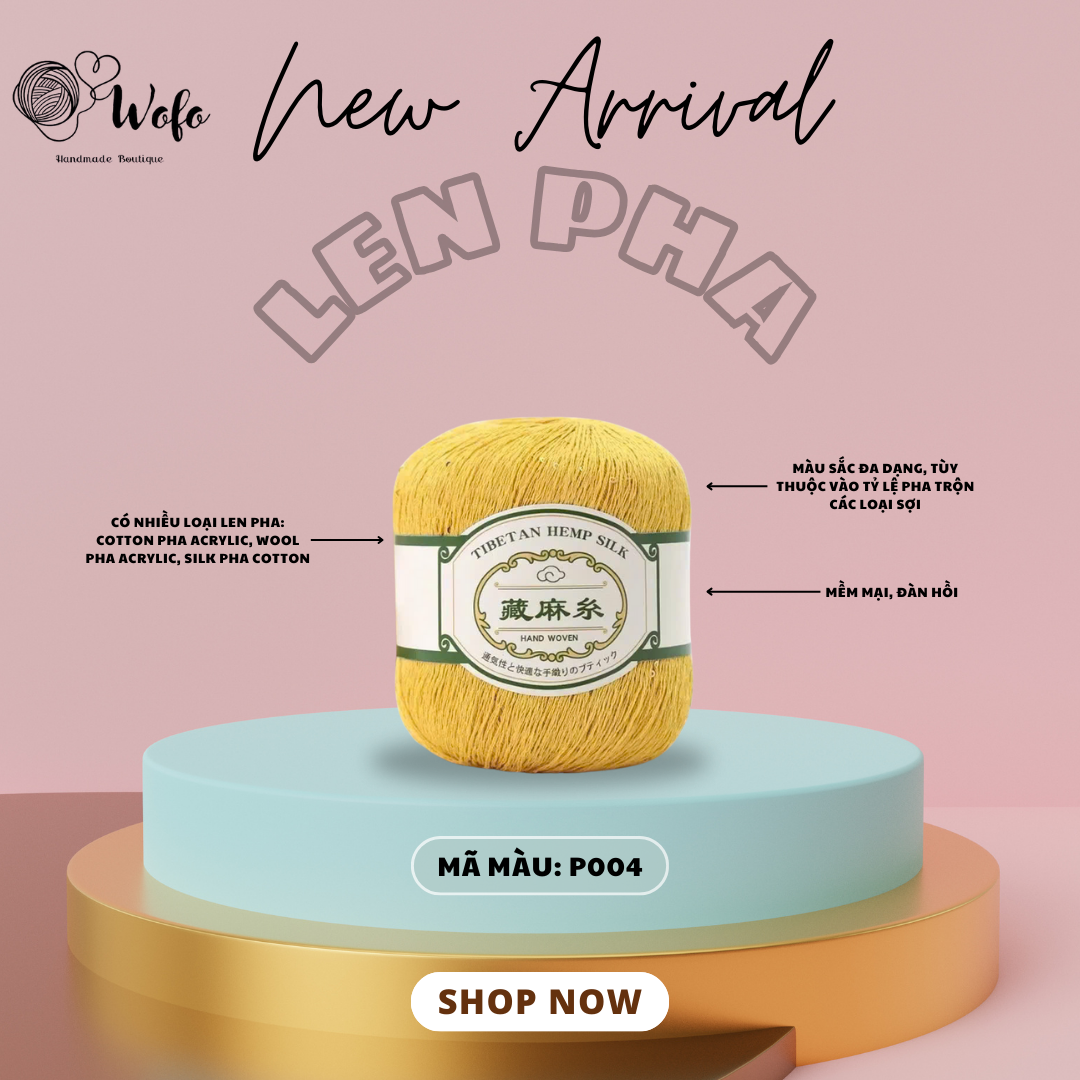 Wofo
Handmade Boutique
New Arrival
LEN PHA
MÀU SẮC ĐA DẠNG, TÙY
THUỘC VÀO TỶ LỆ PHA TRỘN
CÁC LOẠI SỢI
CÓ NHIỀU LOẠI LEN PHA:
COTTON PHA ACRYLIC, WOOL
PHA ACRYLIC, SILK PHA COTTON
MỀM MẠI, ĐÀN HỒI
TIBETAN HEMP SILK
藏麻糸
HAND WOVEN
通気性と快適な手織りのブティック
MÃ MÀU: P004
SHOP NOW